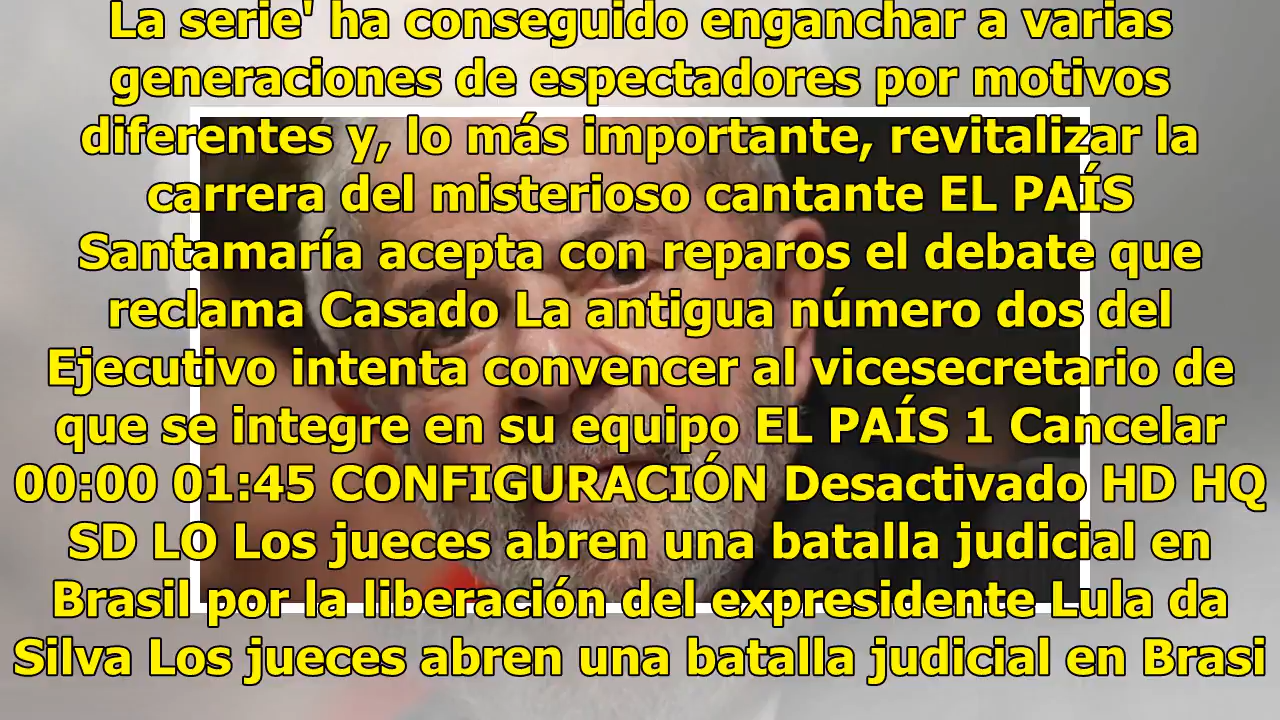 La serie' ha conseguido enganchar a varias
generaciones de espectadores por motivos
diferentes y, lo más importante, revitalizar la
carrera del misterioso cantante EL PAÍS
Santamaría acepta con reparos el debate que
reclama Casado La antigua número dos del
Ejecutivo intenta convencer al vicesecretario de
que se integre en su equipo EL PAÍS 1 Cancelar
00:00 01:45 CONFIGURACIÓN Desactivado HD HQ
SD LO Los jueces abren una batalla judicial en
Brasil por la liberación del expresidente Lula da
Silva Los jueces abren una batalla judicial en Brasi